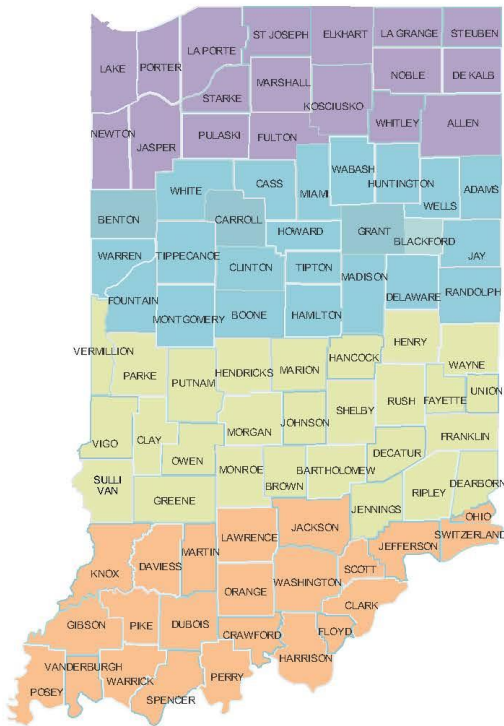 ST JOSEPH
ELKHART
LA GRANGE
STEUBEN
LA PORTE
LAKE
PORTER
NOBLE
DE KALB
MARSHALL
STARKE
KOSCIUSKO
WHITLEY
ALLEN
NEWTON
JASPER
PULASKI
FULTON
WABASH
HUNTINGTON
ADAMS
WHITE
CASS
MIAMI
WELLS
BENTON
CARROLL
HOWARD
GRANT
BLACKFORD
JAY
WARREN
TIPPECANOE
CLINTON
TIPTON
MADISON
DELAWARE
RANDOLPH
FOUNTAIN
MONTGOMERY
BOONE
HAMILTON
VERMILLION
PARKE
PUTNAM
HENDRICKS
MARION
HANCOCK
HENRY
WAYNE
UNION
FAYETTE
RUSH
SHELBY
JOHNSON
MORGAN
VIGO
CLAY
OWEN
FRANKLIN
DECATUR
MONROE
BROWN
BARTHOLOMEW
SULLI
VAN
GREENE
DEARBORN
RIPLEY
JENNINGS
OHIO
SWITZERLAND
JEFFERSON
JACKSON
LAWRENCE
MARTIN
DAVIESS
KNOX
SCOTT
WASHINGTON
ORANGE
CLARK
GIBSON
PIKE
DUBOIS
CRAWFORD
FLOYD
HARRISON
VANDERBURGH
WARRICK
PERRY
POSEY
SPENCER